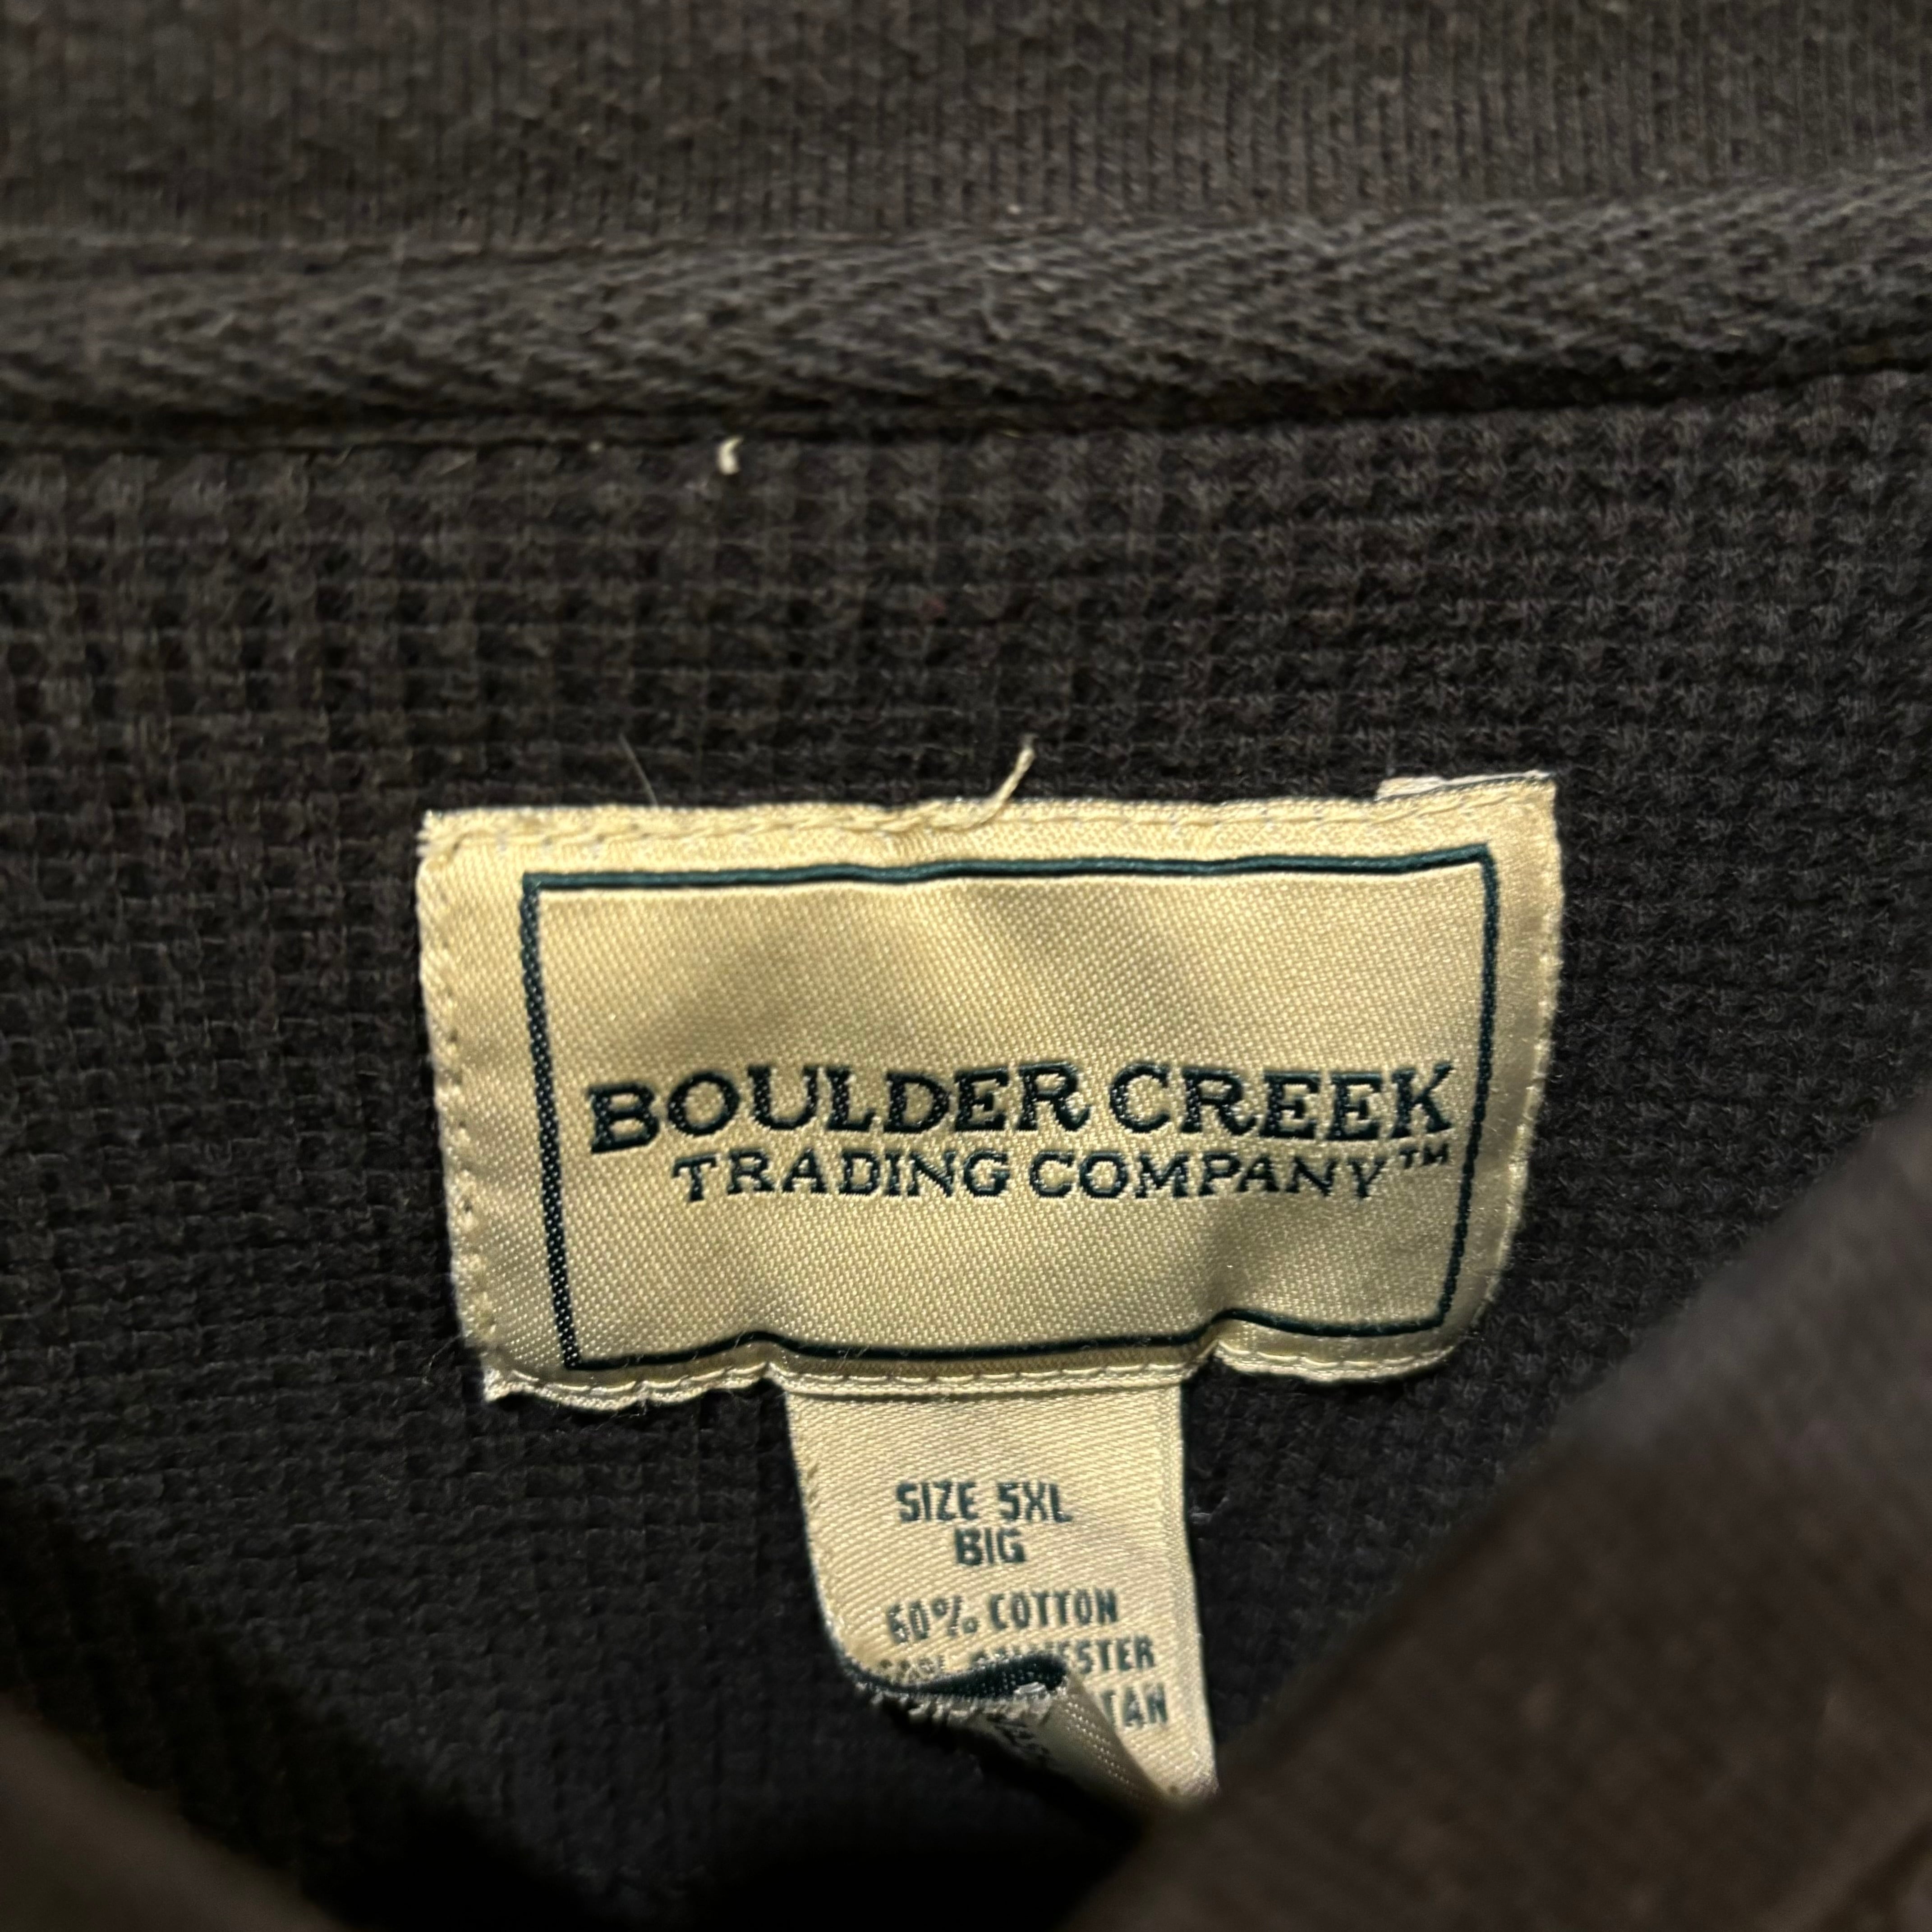 BOULDER CREEK
TRADING COMPANY™
SIZE 5XL
BIG
60% COTTON